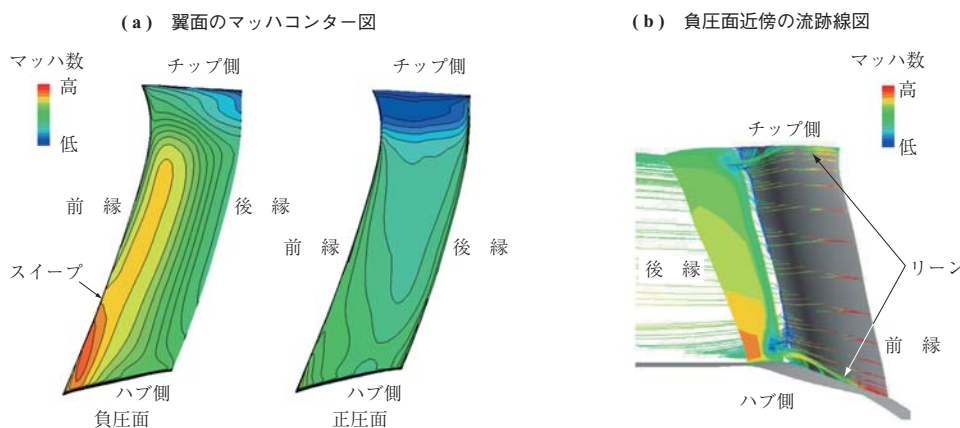 ( a ) 翼面のマッハコンター図
マッハ数
高
低
チップ側
チップ側
前 縁
後 縁
前 縁
後 縁
スイープ
ハブ側
ハブ側
負圧面
正圧面
( b ) 負圧面近傍の流跡線図
マッハ数
高
低
チップ側
後 縁
リーン
前 縁
ハブ側